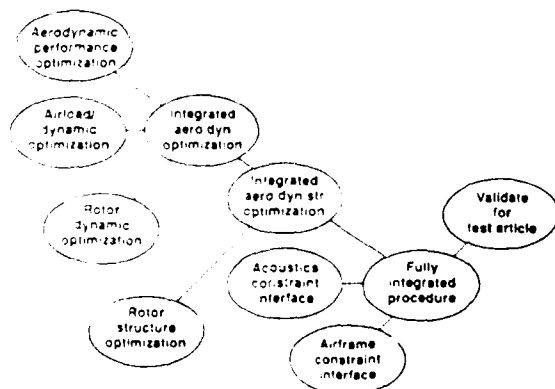 Aerodynamic
performance
optimization
Airload/
dynamic
optimization
Integrated
aero dyn
optimization
Rotor
dynamic
optimization
Integrated
aero dyn str
optimization
Rotor
structure
optimization
Acoustics
constraint
interface
Airframe
constraint
interface
Fully
integrated
procedure
Validate
for
test article